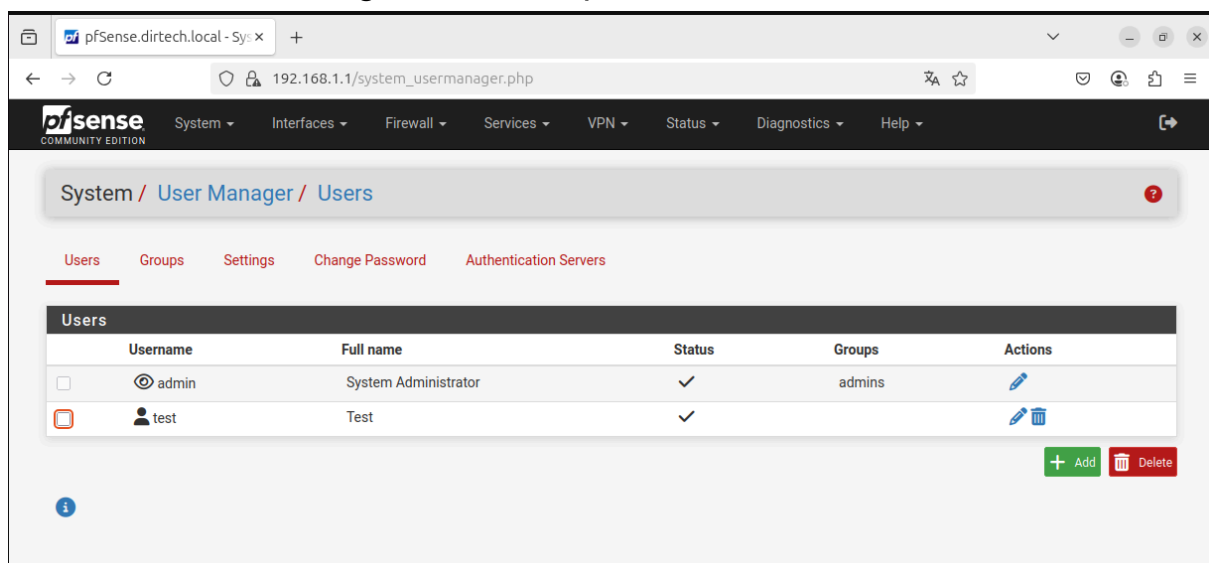 pfSense.dirtech.local - Sys
192.168.1.1/system_usermanager.php
pfsense
COMMUNITY EDITION
System Interfaces Firewall Services VPN Status Diagnostics Help
System / User Manager / Users
Users Groups Settings Change Password Authentication Servers
Users
Username Full name Status Groups Actions
admin System Administrator admins
test Test
Add Delete